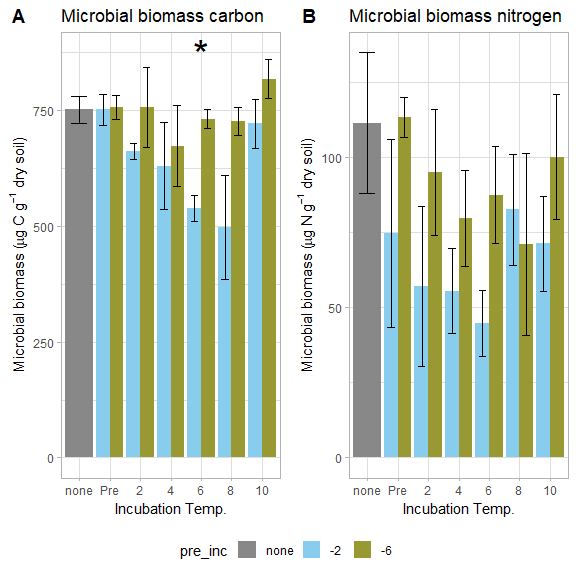 A Microbial biomass carbon
B Microbial biomass nitrogen
Microbial biomass (μg C g⁻¹ dry soil)
750
500
250
0
*
none Pre 2 4 6 8 10
Incubation Temp.
Microbial biomass (μg N g⁻¹ dry soil)
100
50
0
none Pre 2 4 6 8 10
Incubation Temp.
pre_inc none -2 -6